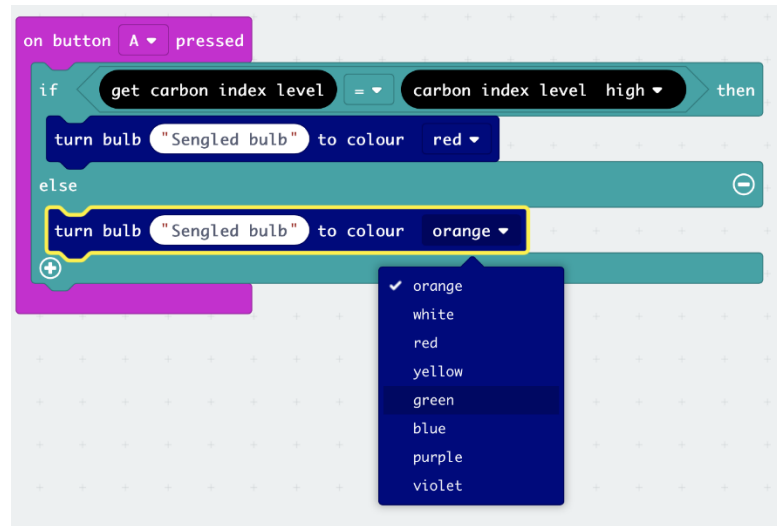 on button A pressed
if get carbon index level = carbon index level high then
turn bulb "Sengled bulb" to colour red
else
turn bulb "Sengled bulb" to colour orange
orange
white
red
yellow
green
blue
purple
violet